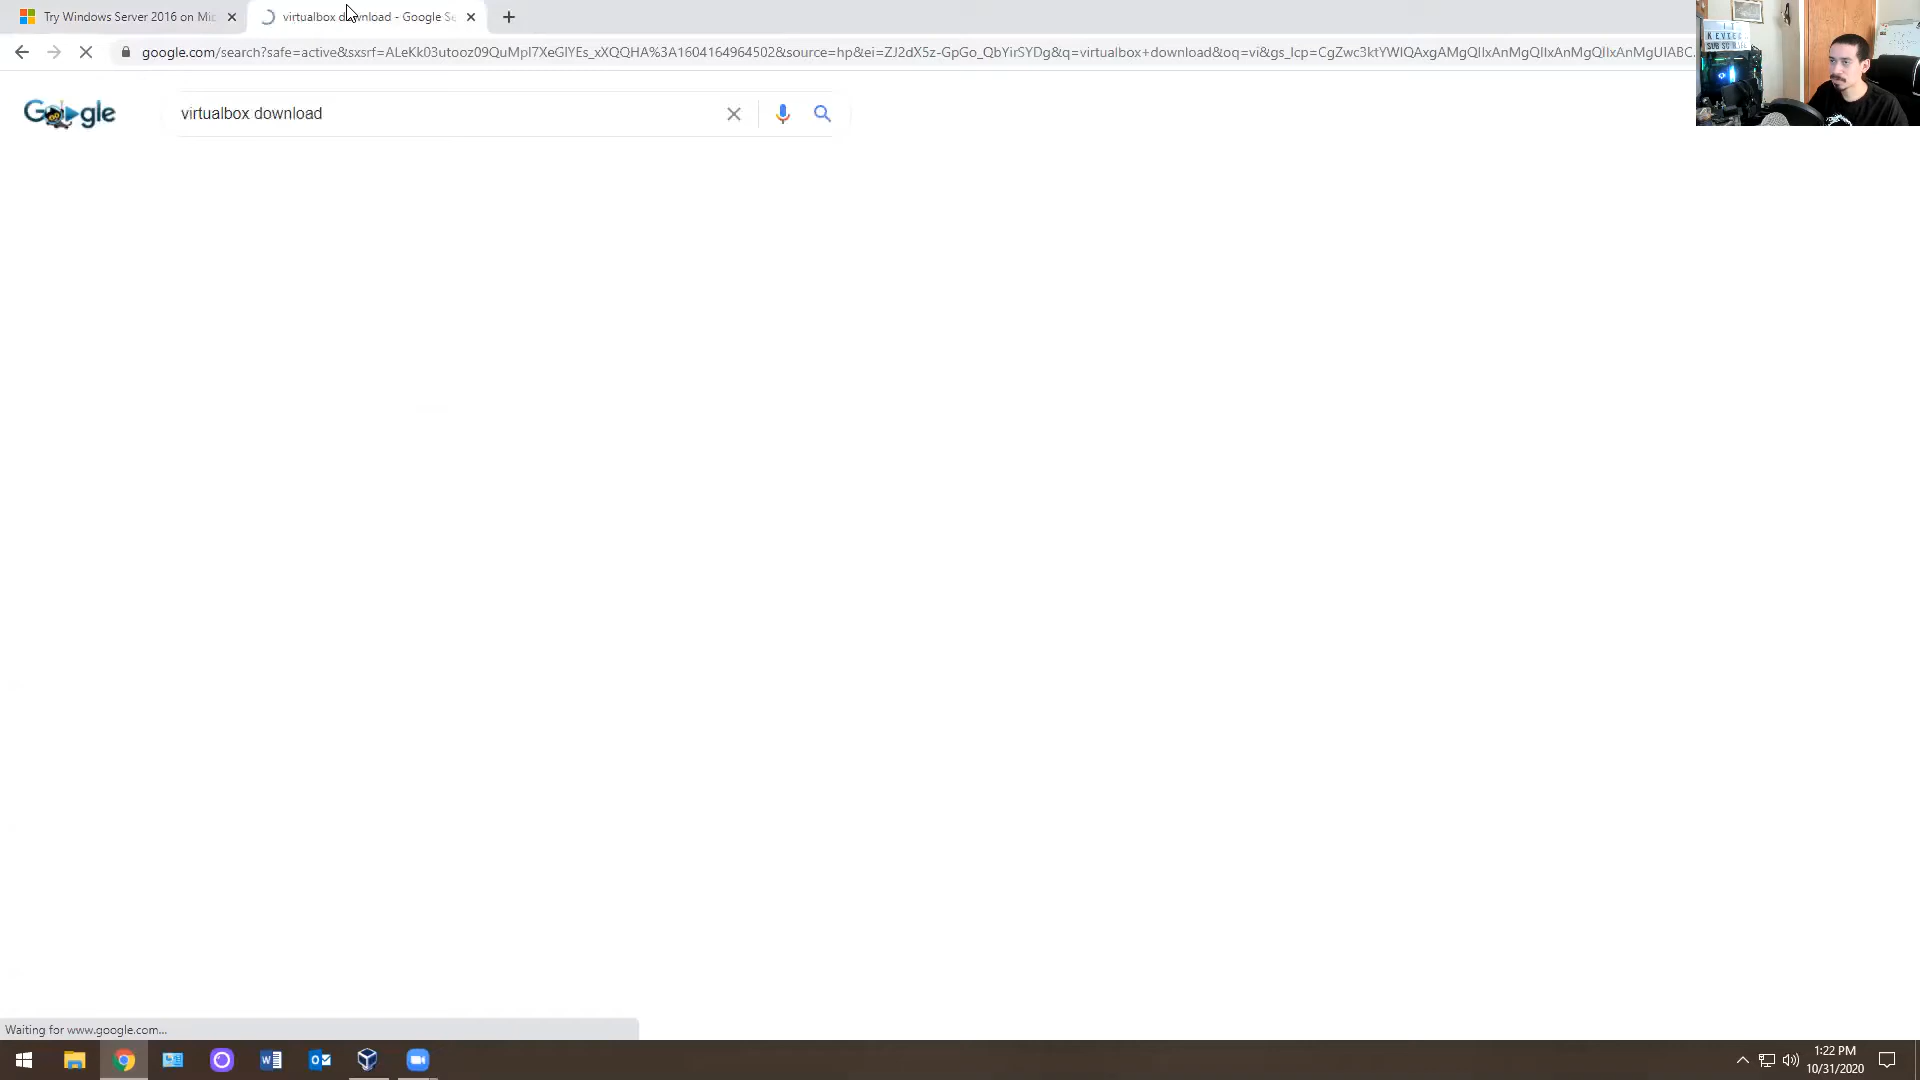 Try Windows Server 2016 on Mic
virtualbox download - Google Se
google.com/search?safe=active&sxsrf=ALeKk03utooz09QuMpl7XeGlYEs_xXQQHA%3A1604164964502&source=hp&ei=ZJ2dX5z-GpGo_QbYirSYDg&q=virtualbox+download&oq=vi&gs_lcp=CgZwc3ktYWIQAxgAMgQIIxAnMgQIIxAnMgQIIxAnMgUIABC
Google
virtualbox download
Waiting for www.google.com...
1:22 PM
10/31/2020